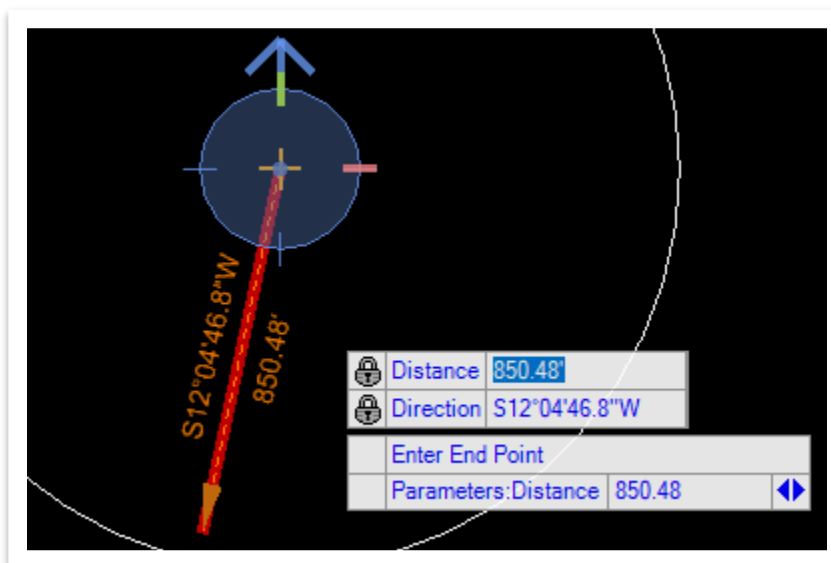 S12°04'46.8"W
850.48'
Distance 850.48'
Direction S12°04'46.8"W
Enter End Point
Parameters:Distance 850.48